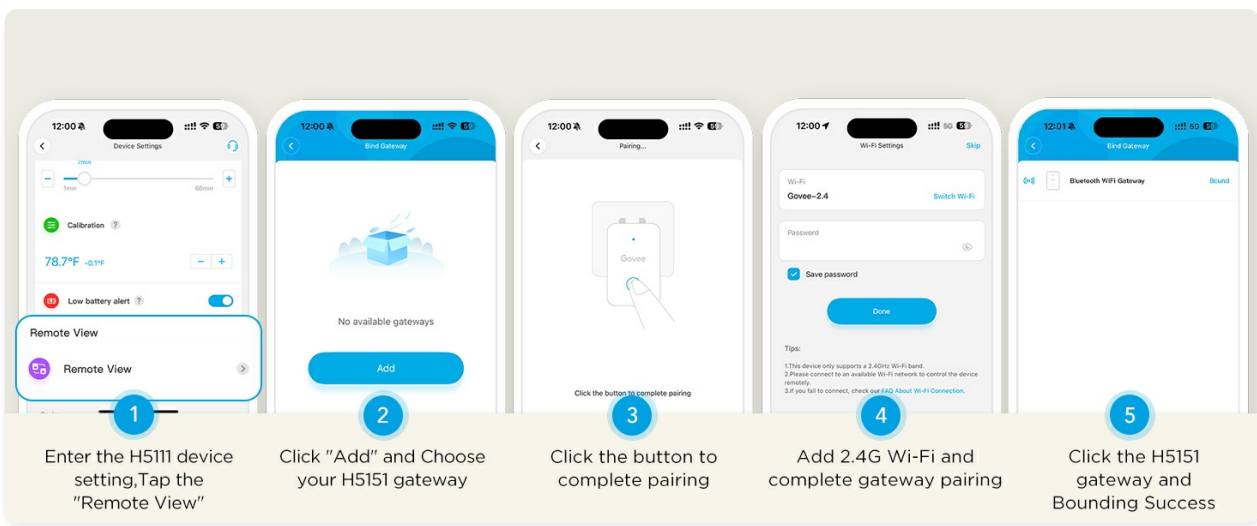 12:00
Device Settings
7min
1min
60min
Calibration ?
78.7°F -0.1°F
Low battery alert ?
Remote View
Remote View
1
Enter the H5111 device
setting,Tap the
"Remote View"
12:00
Bind Gateway
No available gateways
Add
2
Click "Add" and Choose
your H5151 gateway
12:00
Pairing...
Govee
Click the button to complete pairing
3
Click the button to
complete pairing
12:00
5G
Wi-Fi Settings
Skip
Wi-Fi
Govee-2.4
Switch Wi-Fi
Password
Save password
Done
Tips:
1.This device only supports a 2.4GHz Wi-Fi band.
2.Please connect to an available Wi-Fi network to control the device
remotely.
3.If you fail to connect, check our FAQ About Wi-Fi Connection.
4
Add 2.4G Wi-Fi and
complete gateway pairing
12:01
5G
Bind Gateway
Bluetooth WiFi Gateway
Bound
5
Click the H5151
gateway and
Bounding Success